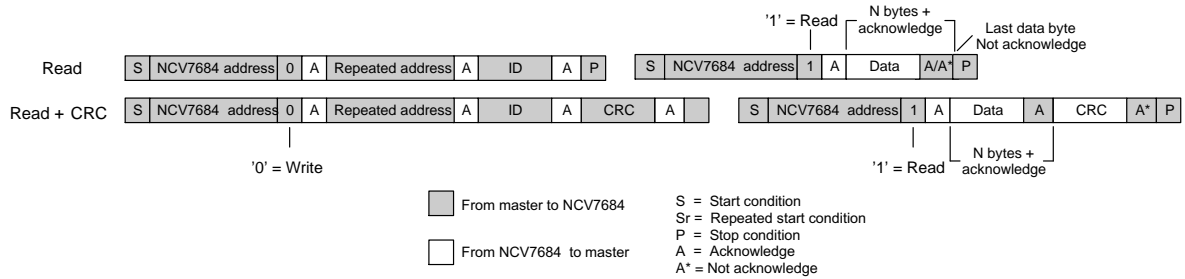 '1' = Read
N bytes +
acknowledge
Last data byte
Not acknowledge
Read
S NCV7684 address 0 A Repeated address A ID A P
S NCV7684 address 1 A Data A/A* P
Read + CRC
S NCV7684 address 0 A Repeated address A ID A CRC A
S NCV7684 address 1 A Data A CRC A* P
'0' = Write
'1' = Read
N bytes +
acknowledge
From master to NCV7684
From NCV7684 to master
S = Start condition
Sr = Repeated start condition
P = Stop condition
A = Acknowledge
A* = Not acknowledge